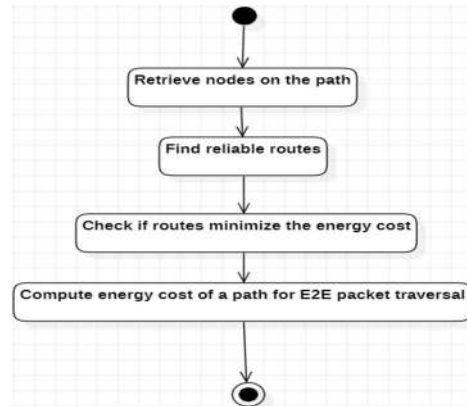 Retrieve nodes on the path
Find reliable routes
Check if routes minimize the energy cost
Compute energy cost of a path for E2E packet traversal